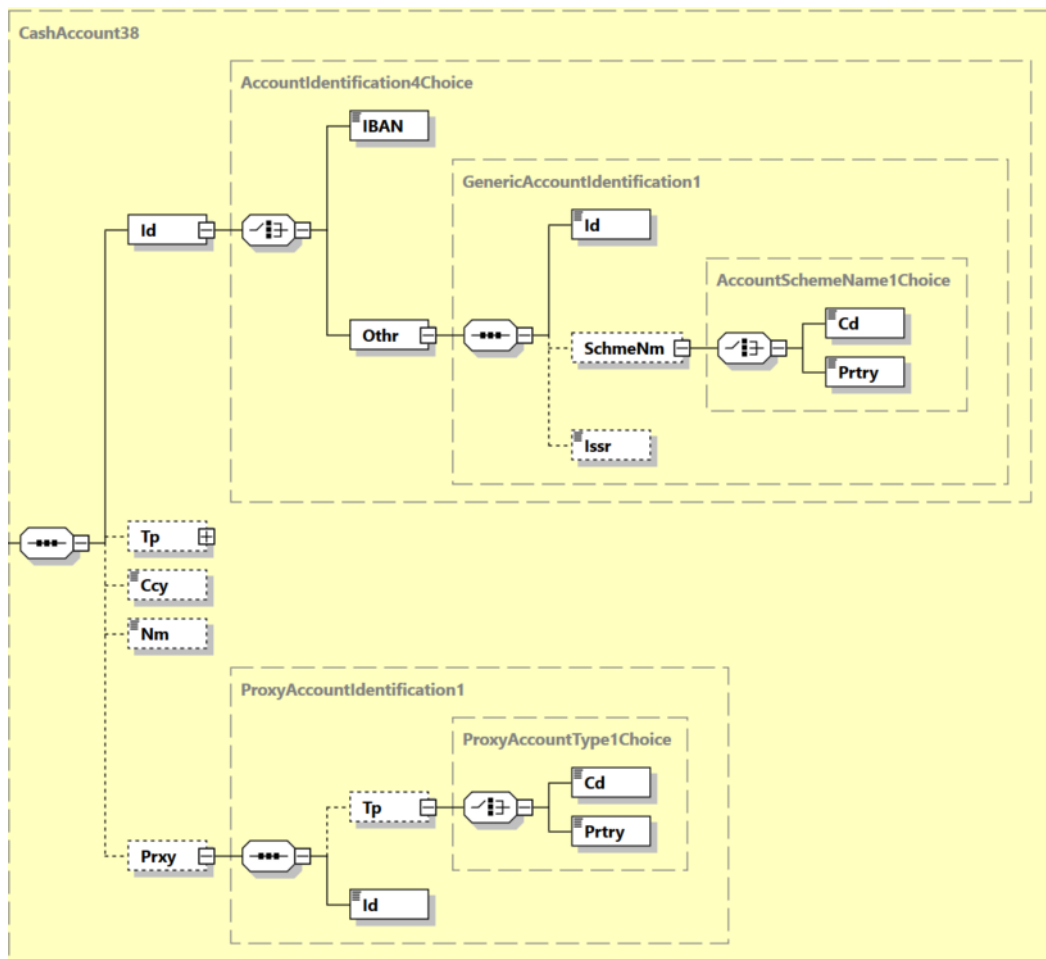 CashAccount38
AccountIdentification4Choice
IBAN
GenericAccountIdentification1
Id
Id
AccountSchemeName1Choice
Cd
Othr
SchmeNm
Prtry
Issr
Tp
Ccy
Nm
ProxyAccountIdentification1
ProxyAccountType1Choice
Cd
Tp
Prtry
Prxy
Id